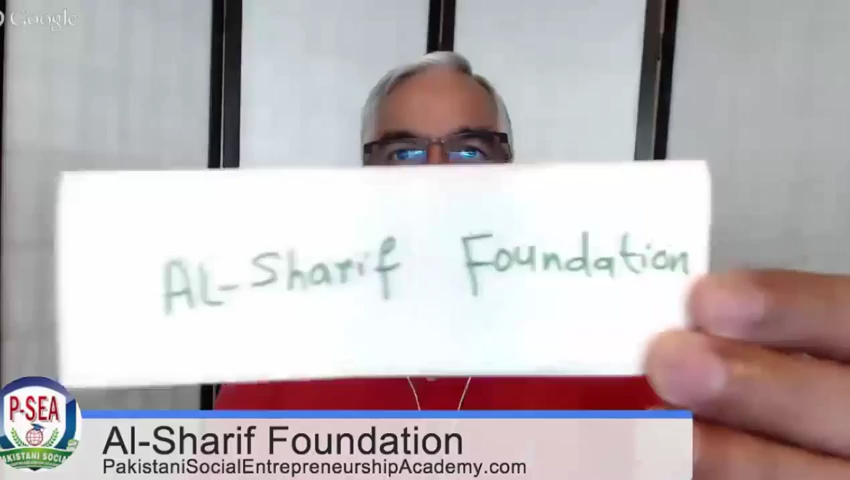 Google
AL-Sharif Foundation
P-SEA
PAKISTANI SOCIAL
Al-Sharif Foundation
PakistaniSocialEntrepreneurshipAcademy.com